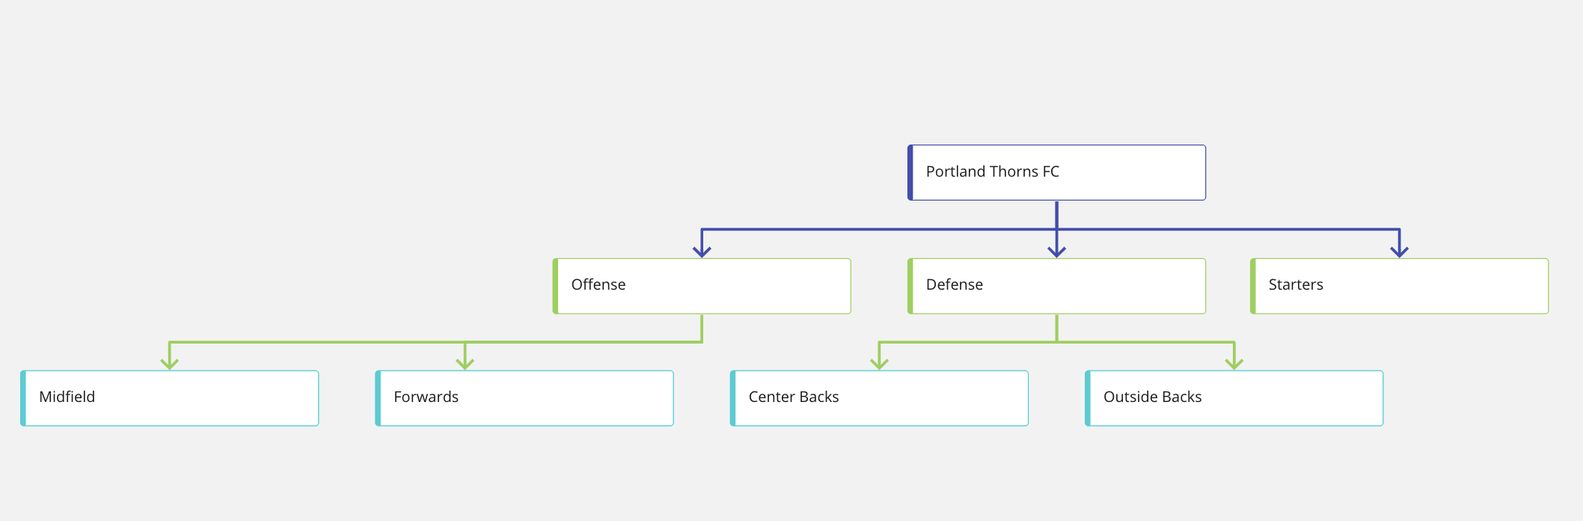 Portland Thorns FC
Offense
Defense
Starters
Midfield
Forwards
Center Backs
Outside Backs